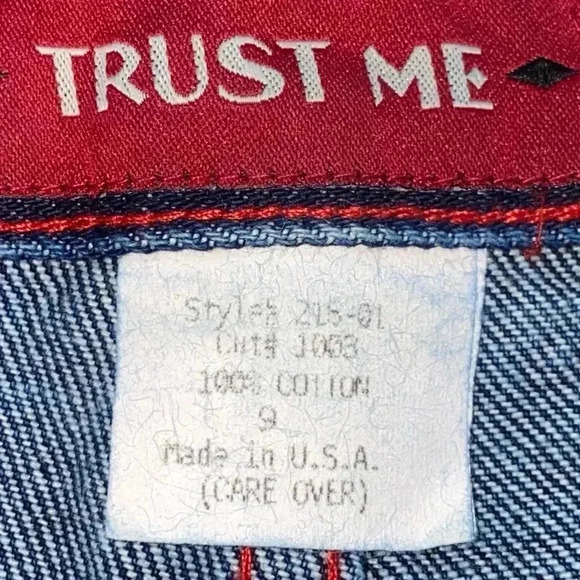 TRUST ME
Style# 215-01
Cut# 1003
100% COTTON
9
Made in U.S.A.
(CARE OVER)